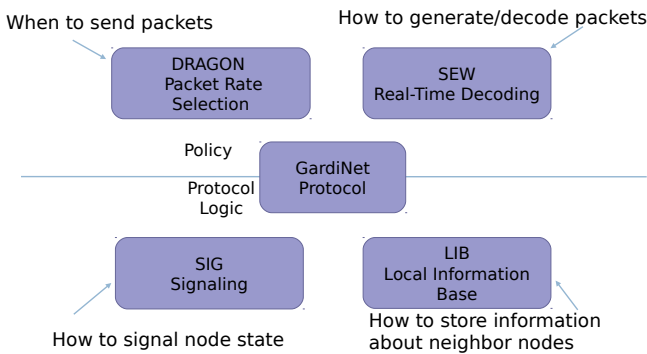 When to send packets
How to generate/decode packets
DRAGON
Packet Rate
Selection
SEW
Real-Time Decoding
Policy
GardiNet
Protocol
Protocol
Logic
SIG
Signaling
LIB
Local Information
Base
How to signal node state
How to store information
about neighbor nodes